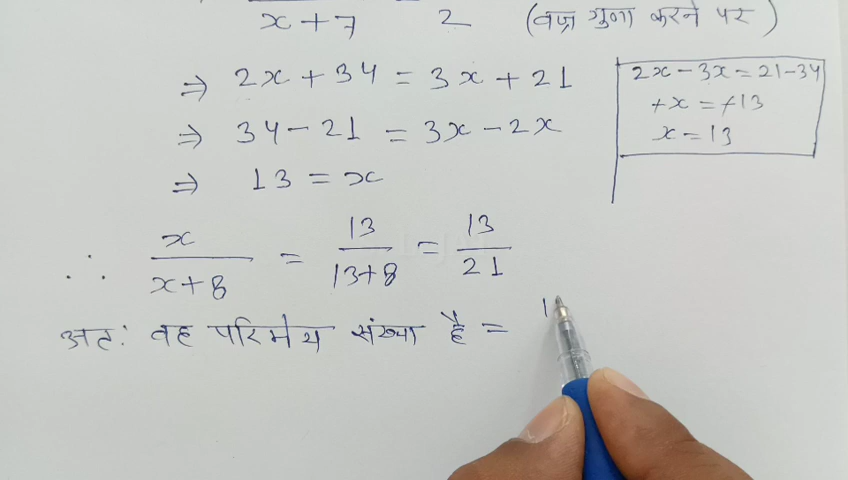 x + 7 2 (वज्र गुणा करने पर)
⇒ 2x + 34 = 3x + 21
⇒ 34 - 21 = 3x - 2x
⇒ 13 = x
2x - 3x = 21 - 34
+x = +13
x = 13
∴ x/(x+8) = 13/(13+8) = 13/21
अतः वह परिमेय संख्या है = 1